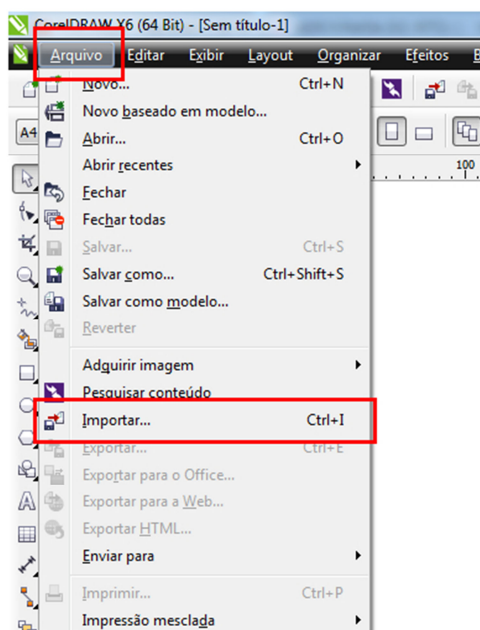 CorelDRAW X6 (64 Bit) - [Sem título-1]
Arquivo Editar Exibir Layout Organizar Efeitos
Novo... Ctrl+N
Novo baseado em modelo...
A4
Abrir... Ctrl+O
Abrir recentes
100
Fechar
Fechar todas
Salvar... Ctrl+S
Salvar como... Ctrl+Shift+S
Salvar como modelo...
Reverter
Adquirir imagem
Pesquisar conteúdo
Importar... Ctrl+I
Exportar... Ctrl+E
Exportar para o Office...
Exportar para a Web...
Exportar HTML...
Enviar para
Imprimir... Ctrl+P
Impressão mesclada